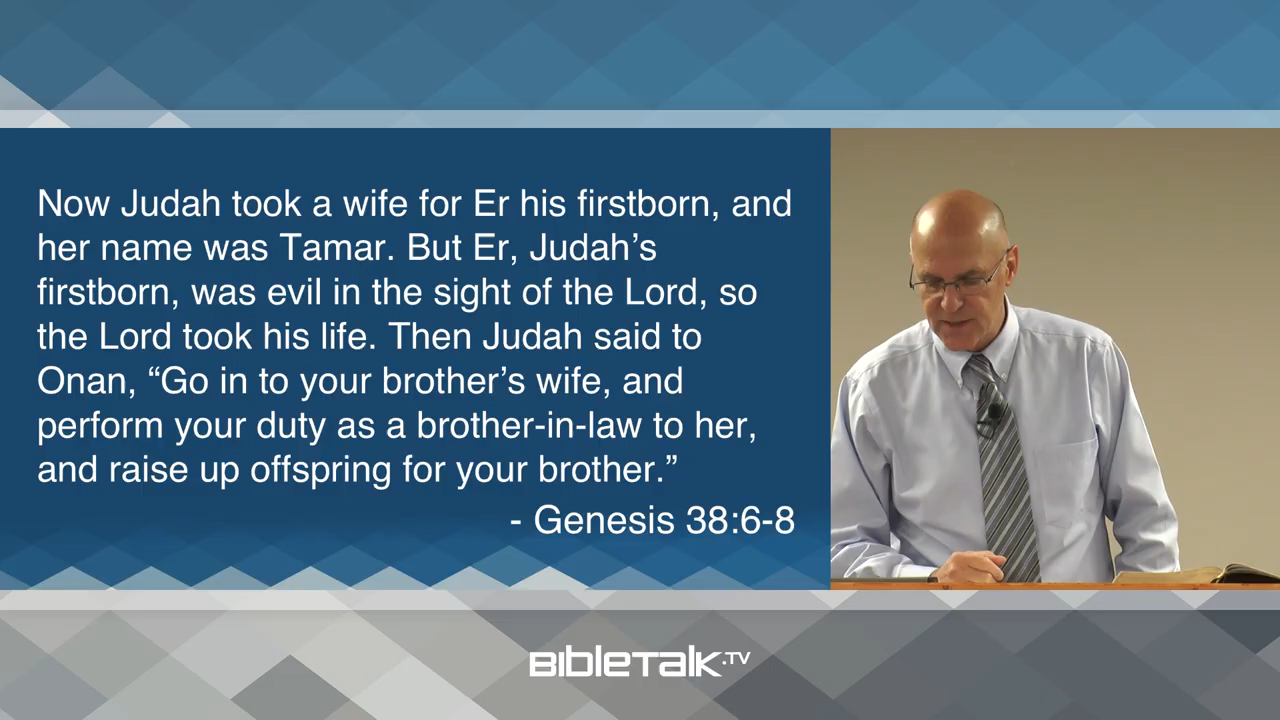 Now Judah took a wife for Er his firstborn, and
her name was Tamar. But Er, Judah’s
firstborn, was evil in the sight of the Lord, so
the Lord took his life. Then Judah said to
Onan, “Go in to your brother’s wife, and
perform your duty as a brother-in-law to her,
and raise up offspring for your brother.”
- Genesis 38:6-8
BibleTalk.TV